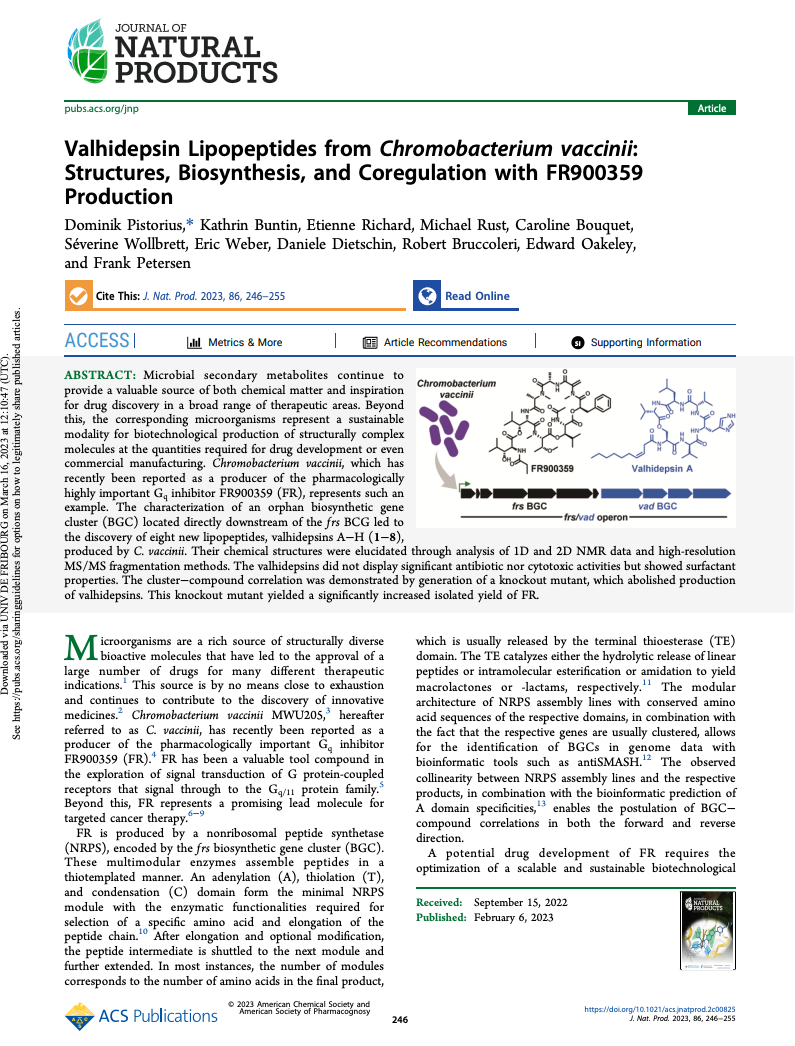 JOURNAL OF
NATURAL
PRODUCTS
pubs.acs.org/jnp
Article
Valhidepsin Lipopeptides from Chromobacterium vaccinii:
Structures, Biosynthesis, and Coregulation with FR900359
Production
Dominik Pistorius,* Kathrin Buntin, Etienne Richard, Michael Rust, Caroline Bouquet,
Séverine Wollbrett, Eric Weber, Daniele Dietschin, Robert Bruccoleri, Edward Oakeley,
and Frank Petersen
Cite This: J. Nat. Prod. 2023, 86, 246−255
Read Online
ACCESS
Metrics & More
Article Recommendations
Supporting Information
ABSTRACT: Microbial secondary metabolites continue to
provide a valuable source of both chemical matter and inspiration
for drug discovery in a broad range of therapeutic areas. Beyond
this, the corresponding microorganisms represent a sustainable
modality for biotechnological production of structurally complex
molecules at the quantities required for drug development or even
commercial manufacturing. Chromobacterium vaccinii, which has
recently been reported as a producer of the pharmacologically
highly important Gq inhibitor FR900359 (FR), represents such an
example. The characterization of an orphan biosynthetic gene
cluster (BGC) located directly downstream of the frs BCG led to
the discovery of eight new lipopeptides, valhidepsins A−H (1−8),
produced by C. vaccinii. Their chemical structures were elucidated through analysis of 1D and 2D NMR data and high-resolution
MS/MS fragmentation methods. The valhidepsins did not display significant antibiotic nor cytotoxic activities but showed surfactant
properties. The cluster−compound correlation was demonstrated by generation of a knockout mutant, which abolished production
of valhidepsins. This knockout mutant yielded a significantly increased isolated yield of FR.
Chromobacterium
vaccinii
FR900359
Valhidepsin A
frs BGC
vad BGC
frs/vad operon
Microorganisms are a rich source of structurally diverse
bioactive molecules that have led to the approval of a
large number of drugs for many different therapeutic
indications.1 This source is by no means close to exhaustion
and continues to contribute to the discovery of innovative
medicines.2 Chromobacterium vaccinii MWU205,3 hereafter
referred to as C. vaccinii, has recently been reported as a
producer of the pharmacologically important Gq inhibitor
FR900359 (FR).4 FR has been a valuable tool compound in
the exploration of signal transduction of G protein-coupled
receptors that signal through to the Gq/11 protein family.5
Beyond this, FR represents a promising lead molecule for
targeted cancer therapy.6−9
FR is produced by a nonribosomal peptide synthetase
(NRPS), encoded by the frs biosynthetic gene cluster (BGC).
These multimodular enzymes assemble peptides in a
thiotemplated manner. An adenylation (A), thiolation (T),
and condensation (C) domain form the minimal NRPS
module with the enzymatic functionalities required for
selection of a specific amino acid and elongation of the
peptide chain.10 After elongation and optional modification,
the peptide intermediate is shuttled to the next module and
further extended. In most instances, the number of modules
corresponds to the number of amino acids in the final product,
which is usually released by the terminal thioesterase (TE)
domain. The TE catalyzes either the hydrolytic release of linear
peptides or intramolecular esterification or amidation to yield
macrolactones or -lactams, respectively.11 The modular
architecture of NRPS assembly lines with conserved amino
acid sequences of the respective domains, in combination with
the fact that the respective genes are usually clustered, allows
for the identification of BGCs in genome data with
bioinformatic tools such as antiSMASH.12 The observed
collinearity between NRPS assembly lines and the respective
products, in combination with the bioinformatic prediction of
A domain specificities,13 enables the postulation of BGC−
compound correlations in both the forward and reverse
direction.
A potential drug development of FR requires the
optimization of a scalable and sustainable biotechnological
Received: September 15, 2022
Published: February 6, 2023
ACS Publications
© 2023 American Chemical Society and
American Society of Pharmacognosy
246
https://doi.org/10.1021/acs.jnatprod.2c00825
J. Nat. Prod. 2023, 86, 246−255
Downloaded via UNIV DE FRIBOURG on March 16, 2023 at 12:10:47 (UTC).
See https://pubs.acs.org/sharingguidelines for options on how to legitimately share published articles.